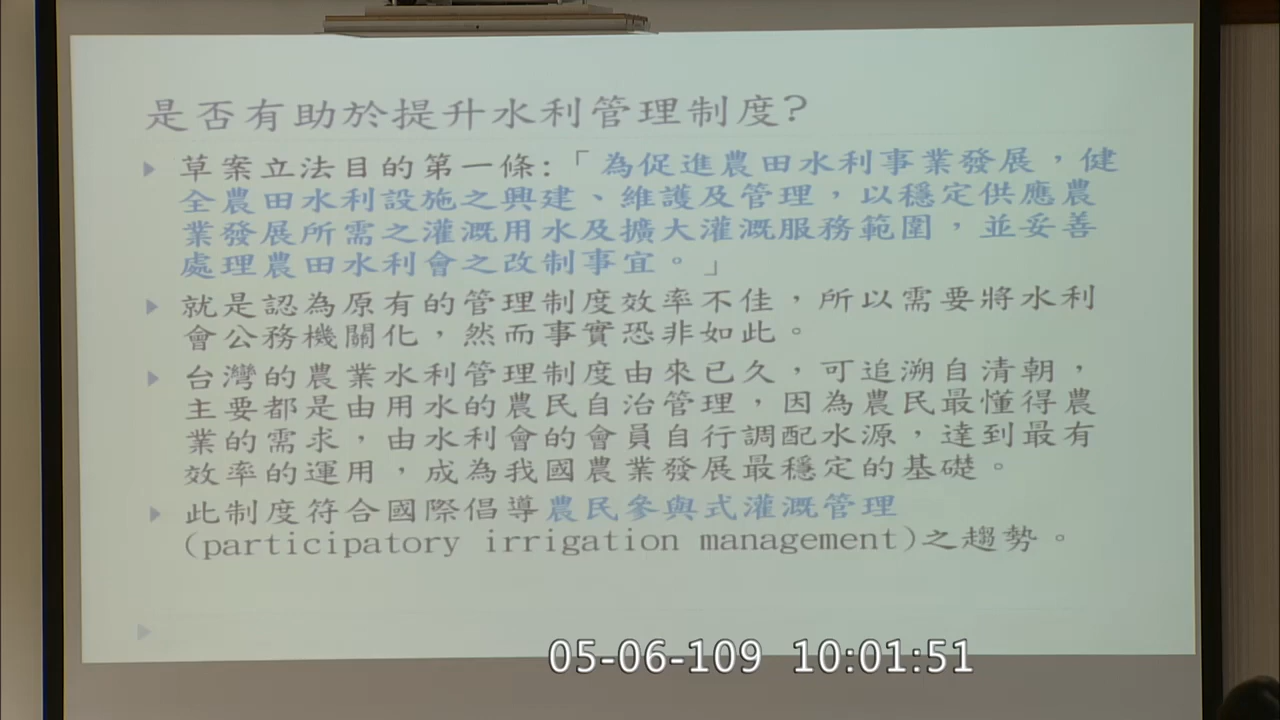 是否有助於提升水利管理制度?
草案立法目的第一條:「為促進農田水利事業發展，健
全農田水利設施之興建、維護及管理，以穩定供應農
業發展所需之灌溉用水及擴大灌溉服務範圍，並妥善
處理農田水利會之改制事宜。」
就是認為原有的管理制度效率不佳，所以需要將水利
會公務機關化，然而事實恐非如此。
台灣的農業水利管理制度由來已久，可追溯自清朝，
主要都是由用水的農民自治管理，因為農民最懂得農
業的需求，由水利會的會員自行調配水源，達到最有
效率的運用，成為我國農業發展最穩定的基礎。
此制度符合國際倡導農民參與式灌溉管理
(participatory irrigation management)之趨勢。
05-06-109 10:01:51